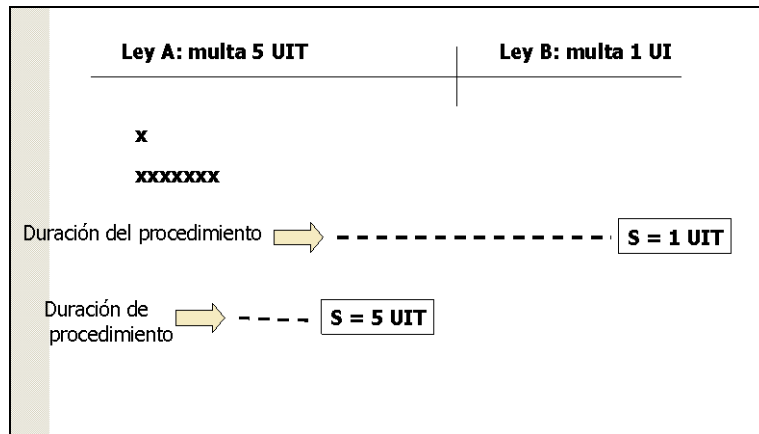 Ley A: multa 5 UIT
Ley B: multa 1 UI
x
xxxxxxx
Duración del procedimiento
S = 1 UIT
Duración de
procedimiento
S = 5 UIT